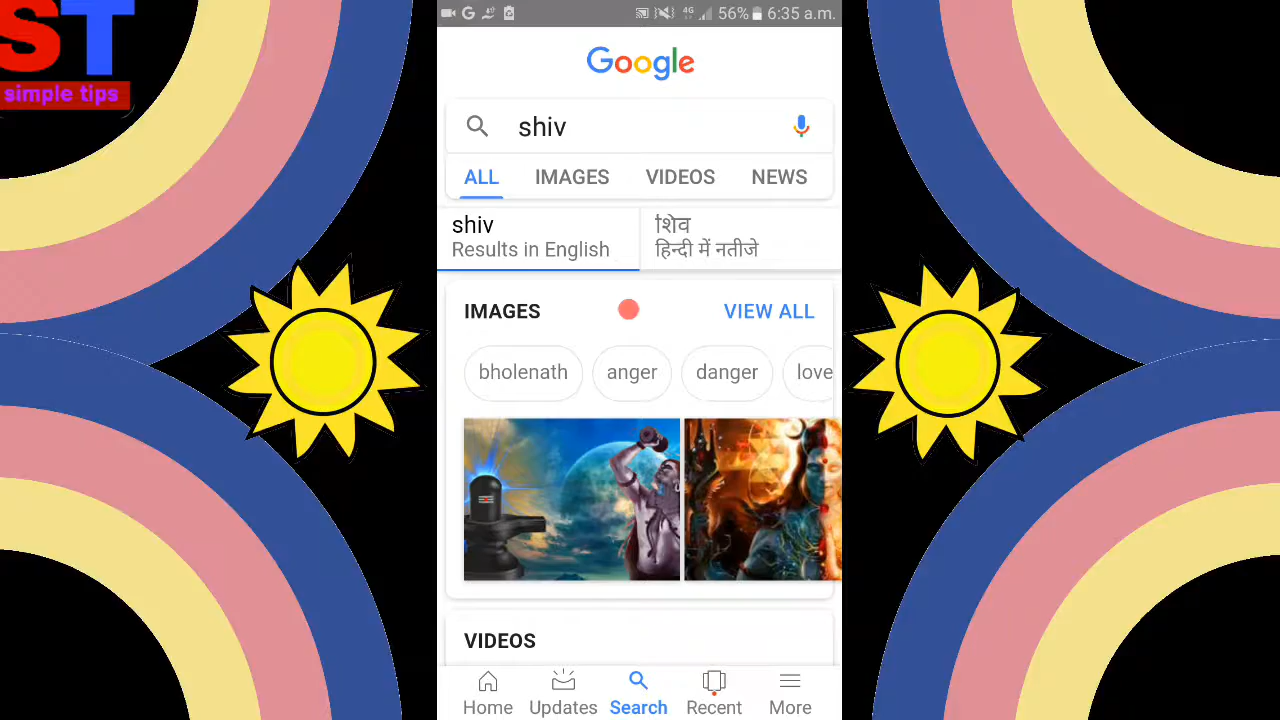 ST
simple tips
56% 6:35 a.m.
4G
Google
shiv
ALL IMAGES VIDEOS NEWS
shiv
Results in English
शिव
हिन्दी में नतीजे
IMAGES VIEW ALL
bholenath anger danger love
VIDEOS
Home Updates Search Recent More